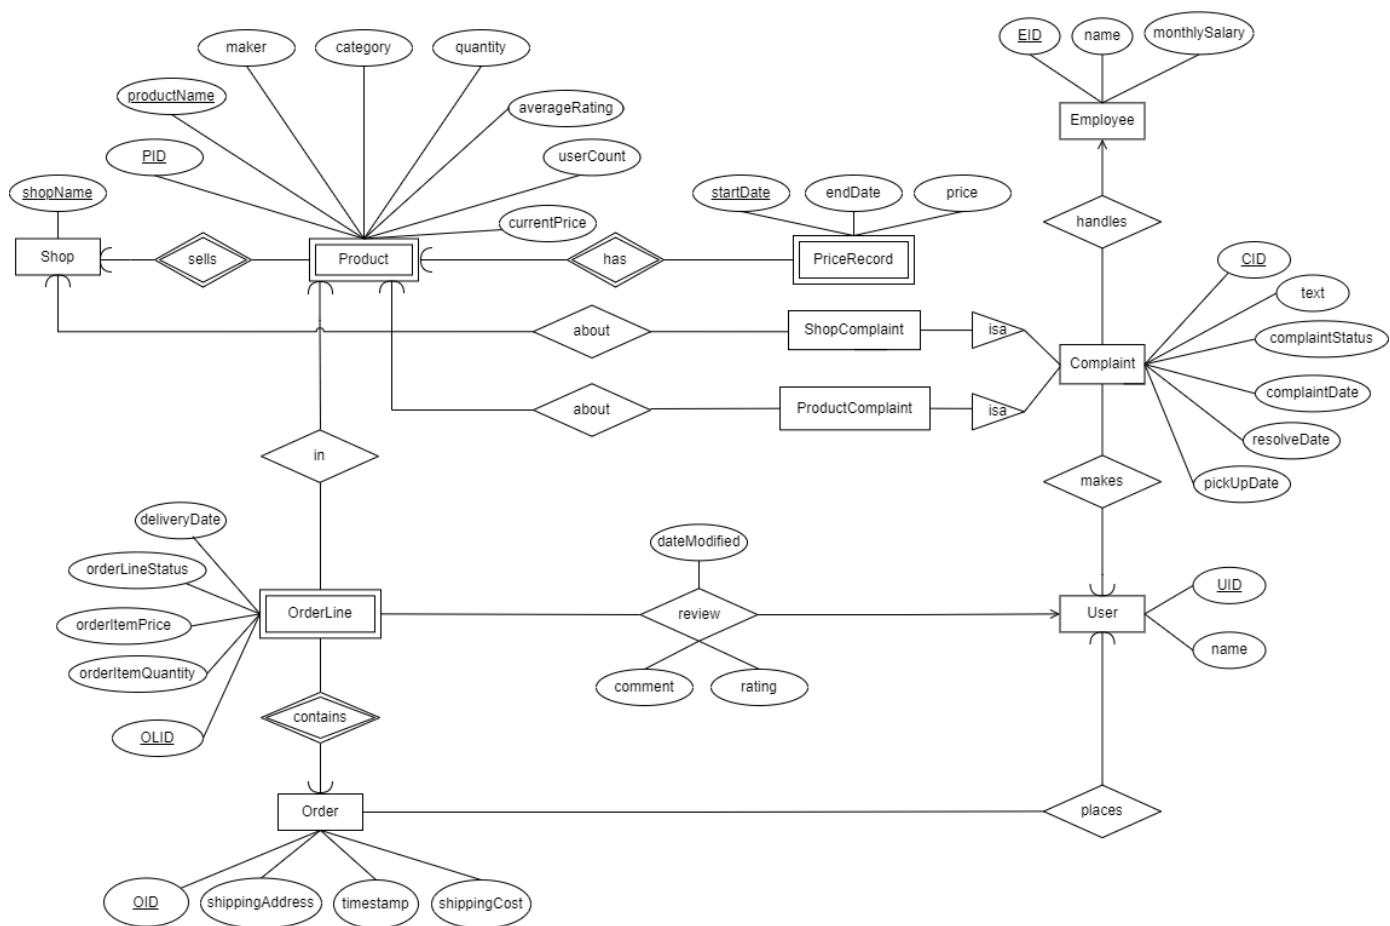 EID
name
monthlySalary
maker
category
quantity
productName
averageRating
Employee
PID
userCount
shopName
startDate
endDate
price
currentPrice
handles
Shop
sells
Product
has
PriceRecord
CID
text
about
ShopComplaint
isa
complaintStatus
Complaint
complaintDate
about
ProductComplaint
isa
resolveDate
in
makes
pickUpDate
deliveryDate
dateModified
orderLineStatus
UID
OrderLine
review
User
orderItemPrice
name
orderItemQuantity
comment
rating
contains
OLID
Order
places
OID
shippingAddress
timestamp
shippingCost